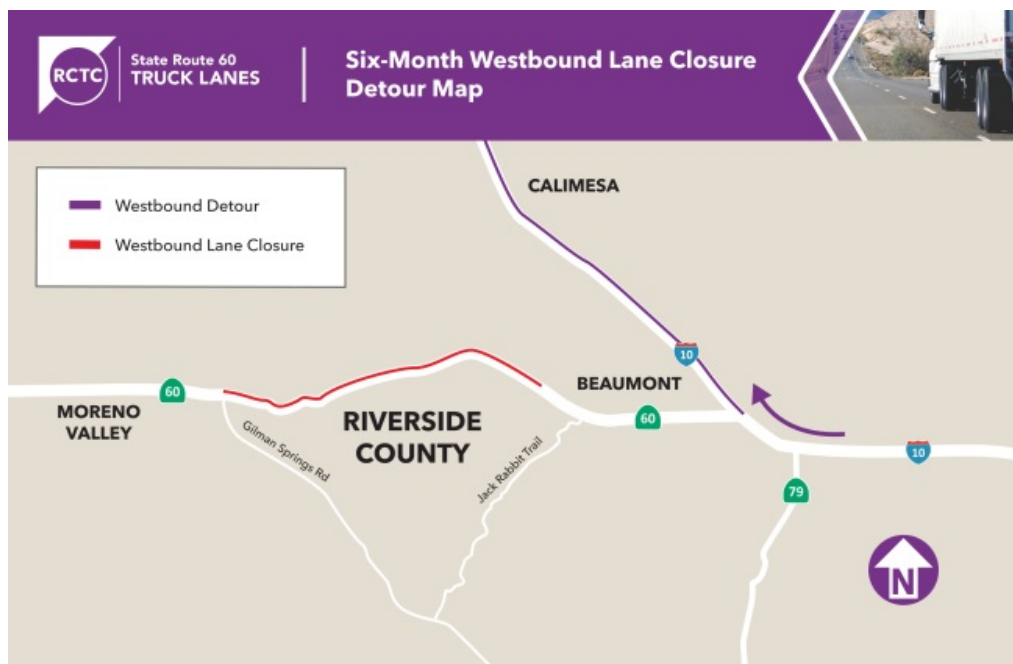 RCTC
State Route 60
TRUCK LANES
Six-Month Westbound Lane Closure
Detour Map
Westbound Detour
Westbound Lane Closure
CALIMESA
10
BEAUMONT
60
MORENO
VALLEY
RIVERSIDE
COUNTY
60
Gilman Springs Rd
Jack Rabbit Trail
10
79
N